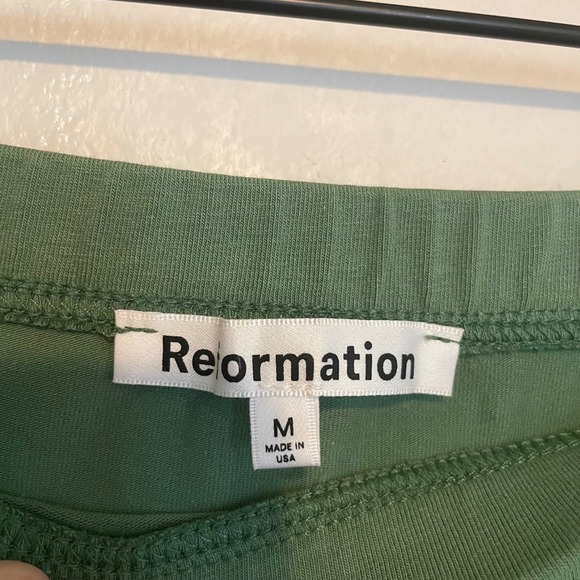 Reformation
M
MADE IN
USA